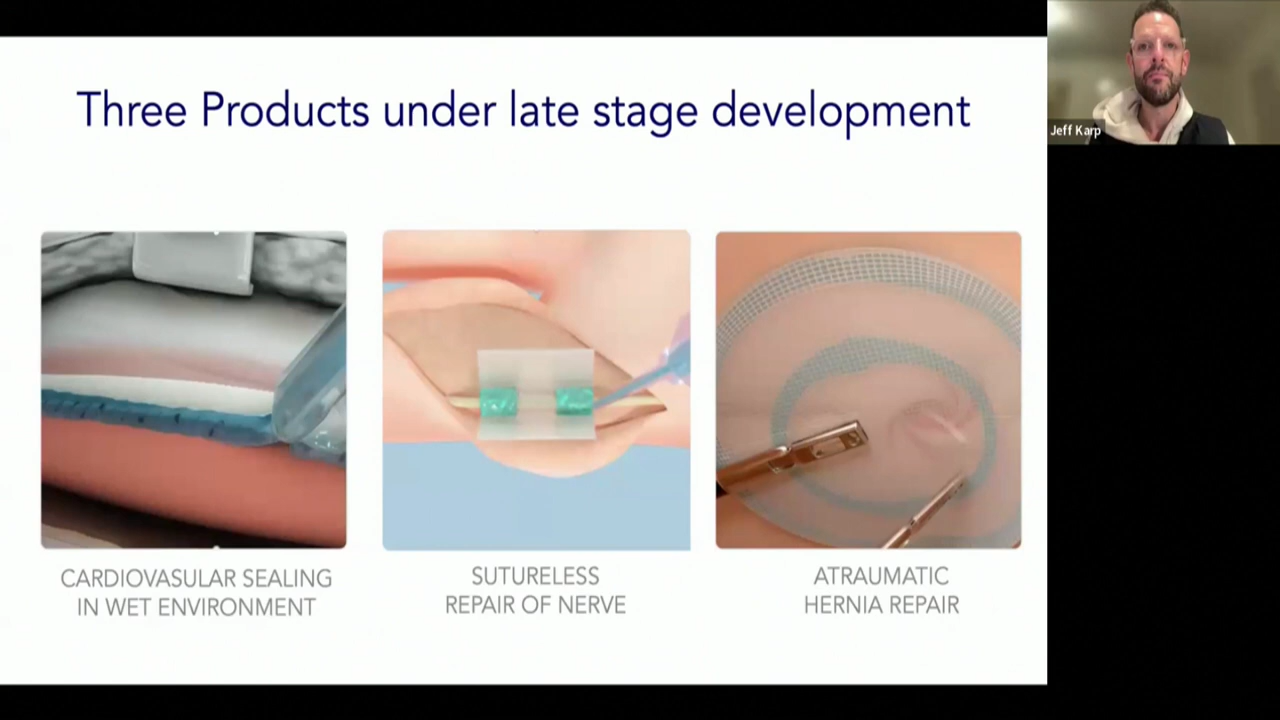 Three Products under late stage development
Jeff Karp
CARDIOVASULAR SEALING
IN WET ENVIRONMENT
SUTURELESS
REPAIR OF NERVE
ATRAUMATIC
HERNIA REPAIR